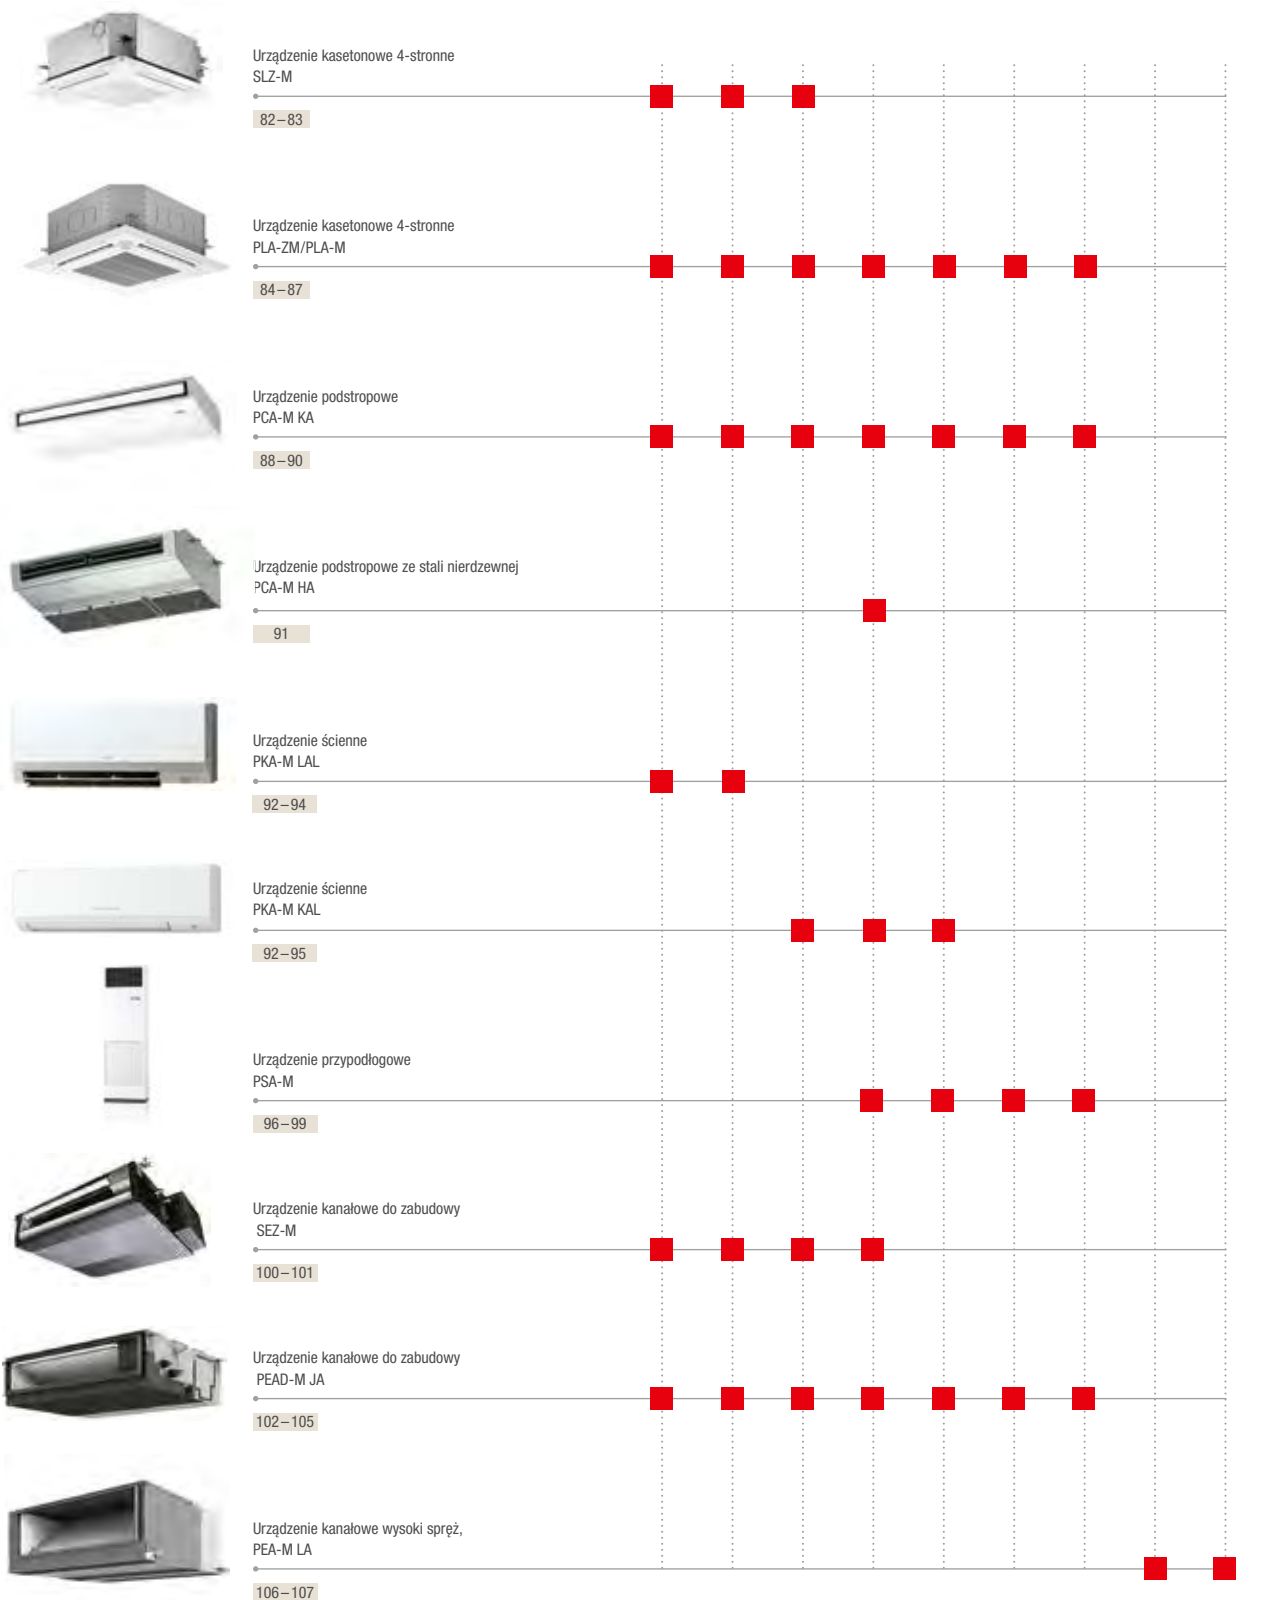 Urządzenie kasetonowe 4-stronne
SLZ-M
82–83
Urządzenie kasetonowe 4-stronne
PLA-ZM/PLA-M
84–87
Urządzenie podstropowe
PCA-M KA
88–90
Urządzenie podstropowe ze stali nierdzewnej
PCA-M HA
91
Urządzenie ścienne
PKA-M LAL
92–94
Urządzenie ścienne
PKA-M KAL
92–95
Urządzenie przypodłogowe
PSA-M
96–99
Urządzenie kanałowe do zabudowy
SEZ-M
100–101
Urządzenie kanałowe do zabudowy
PEAD-M JA
102–105
Urządzenie kanałowe wysoki spręż,
PEA-M LA
106–107